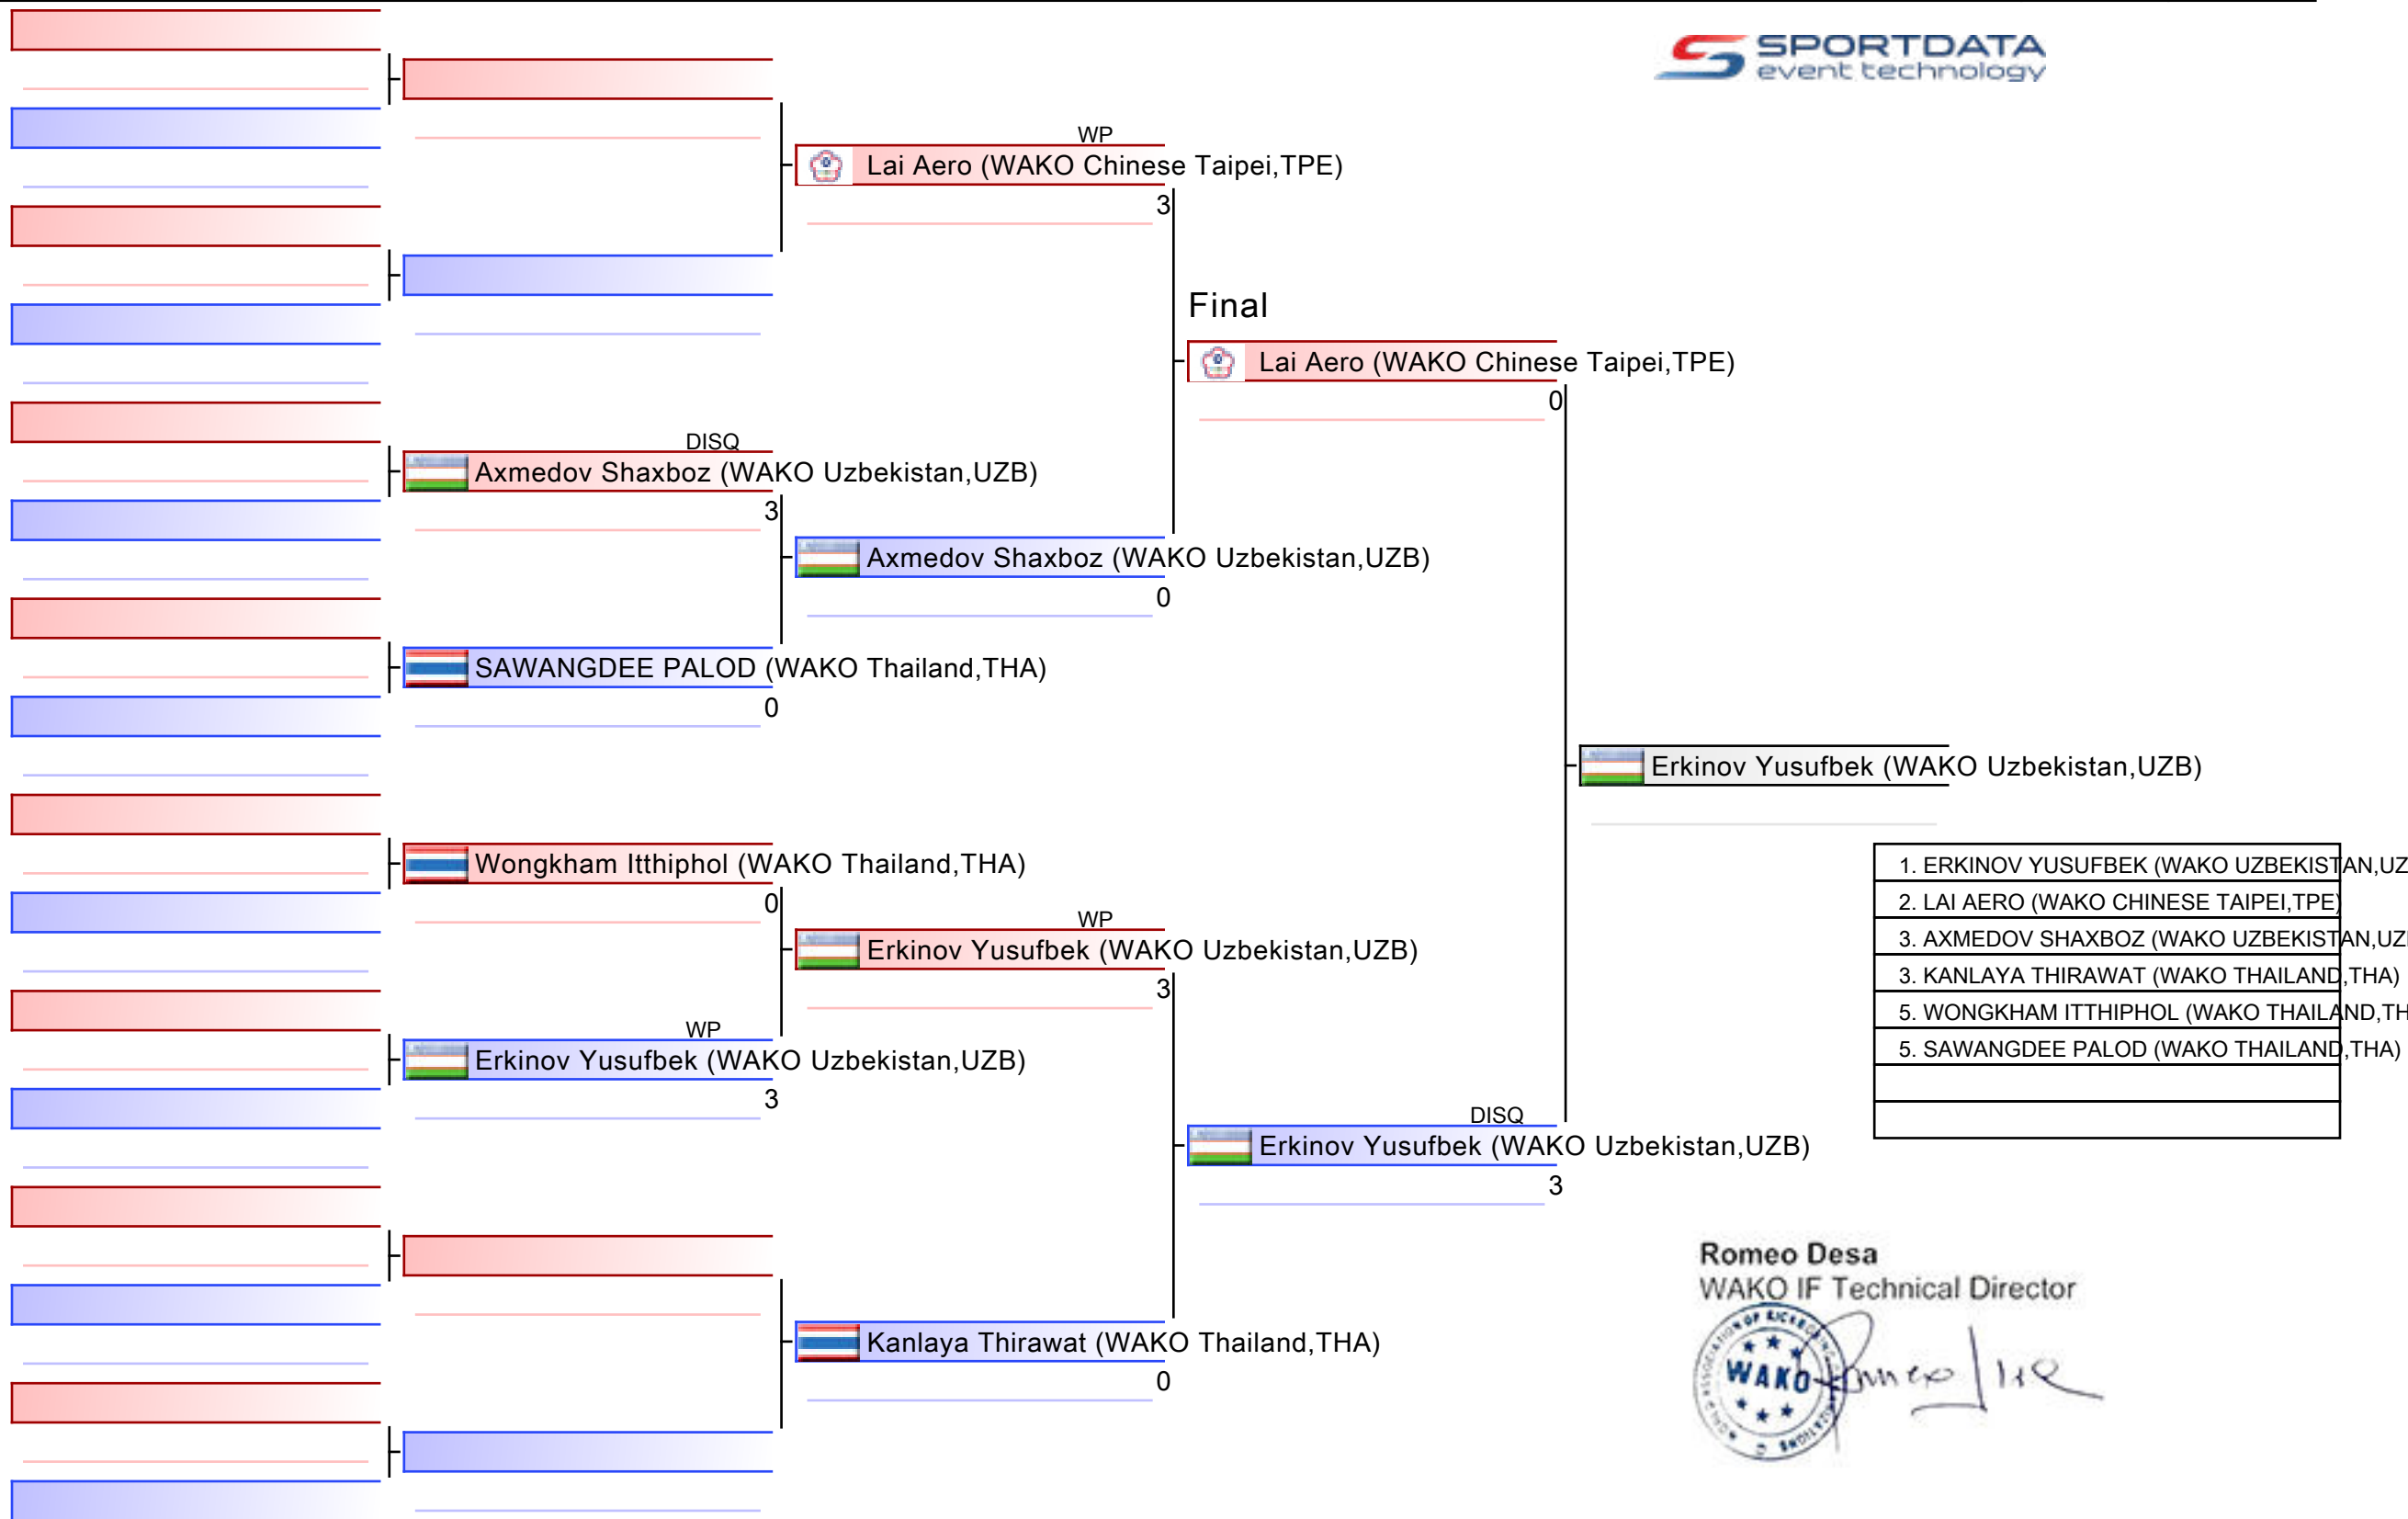 SPORTDATA
event technology
WP
Lai Aero (WAKO Chinese Taipei,TPE)
3
Final
Lai Aero (WAKO Chinese Taipei,TPE)
0
DISQ
Axmedov Shaxboz (WAKO Uzbekistan,UZB)
3
Axmedov Shaxboz (WAKO Uzbekistan,UZB)
0
SAWANGDEE PALOD (WAKO Thailand,THA)
0
Erkinov Yusufbek (WAKO Uzbekistan,UZB)
Wongkham Itthiphol (WAKO Thailand,THA)
0
WP
Erkinov Yusufbek (WAKO Uzbekistan,UZB)
3
WP
Erkinov Yusufbek (WAKO Uzbekistan,UZB)
3
DISQ
Erkinov Yusufbek (WAKO Uzbekistan,UZB)
3
Kanlaya Thirawat (WAKO Thailand,THA)
0
1. ERKINOV YUSUFBEK (WAKO UZBEKISTAN,UZ
2. LAI AERO (WAKO CHINESE TAIPEI,TPE)
3. AXMEDOV SHAXBOZ (WAKO UZBEKISTAN,UZ
3. KANLAYA THIRAWAT (WAKO THAILAND,THA)
5. WONGKHAM ITTHIPHOL (WAKO THAILAND,TH
5. SAWANGDEE PALOD (WAKO THAILAND,THA)
Romeo Desa
WAKO IF Technical Director
WAKO